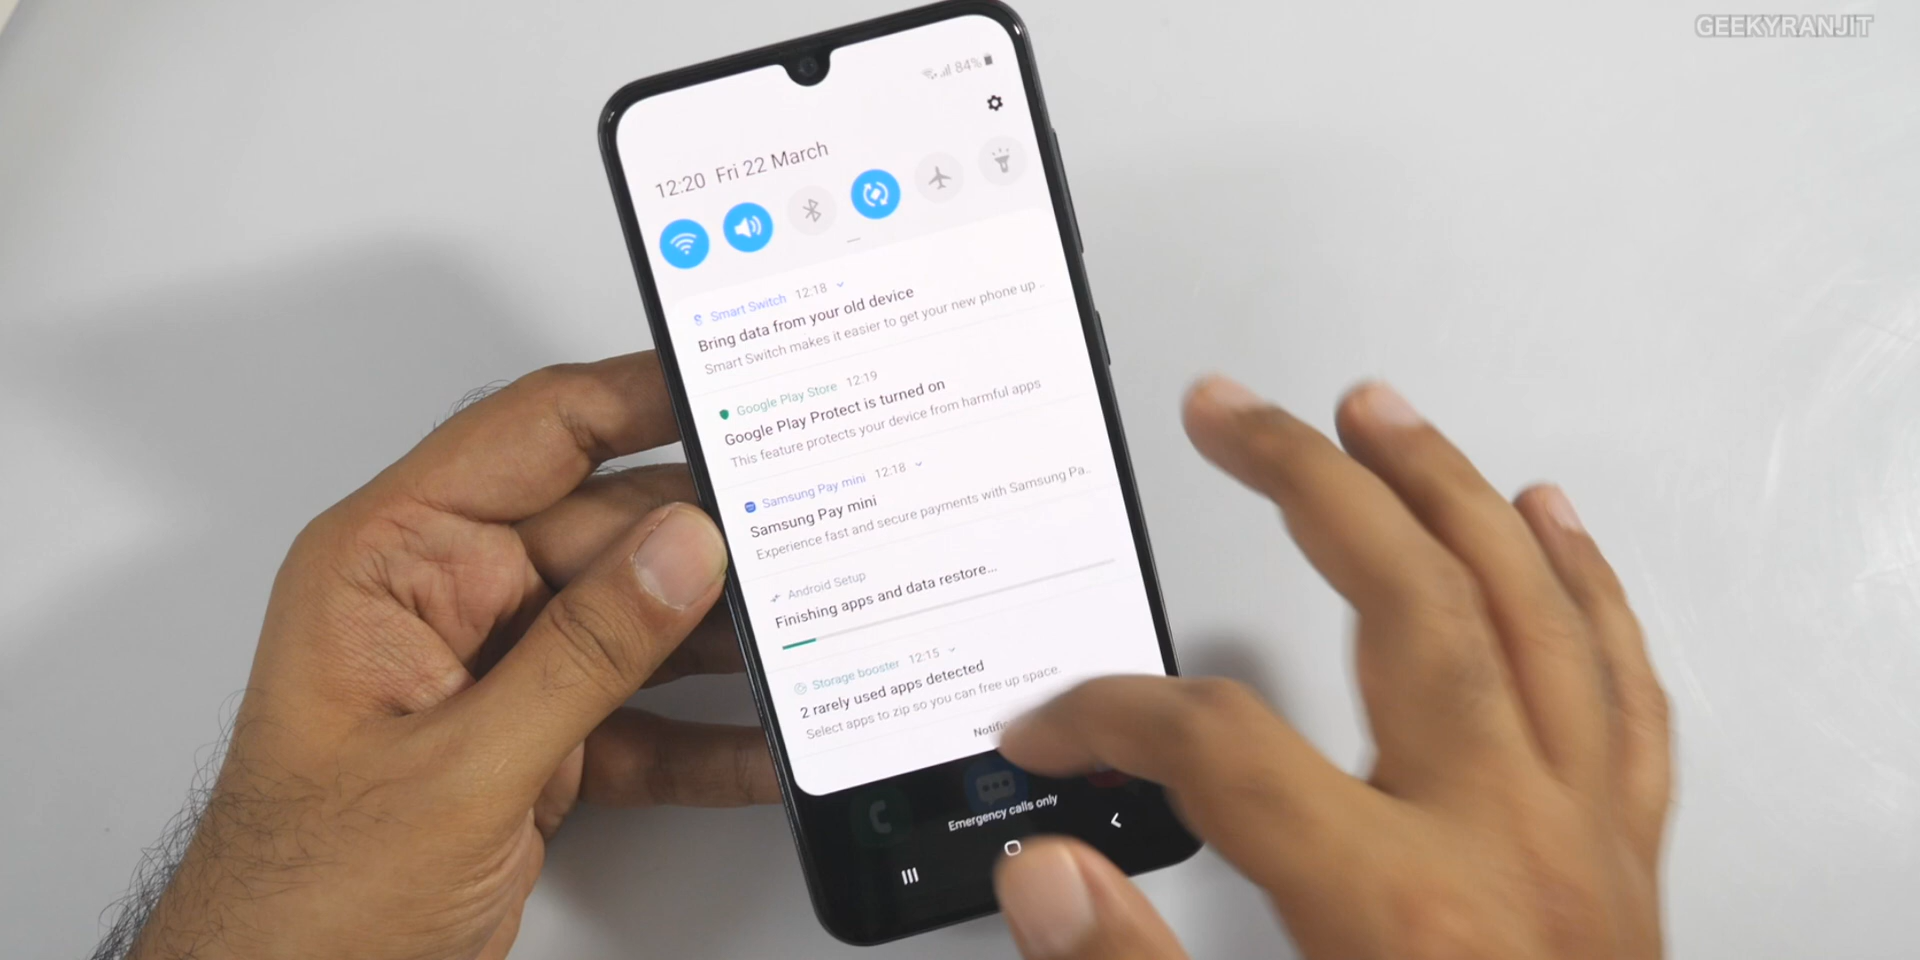 GEEKYRANJIT
84%
12:20 Fri 22 March
Smart Switch 12:18
Bring data from your old device
Smart Switch makes it easier to get your new phone up
Google Play Store 12:19
Google Play Protect is turned on
This feature protects your device from harmful apps
Samsung Pay mini 12:18
Samsung Pay mini
Experience fast and secure payments with Samsung Pa..
Android Setup
Finishing apps and data restore...
Storage booster 12:15
2 rarely used apps detected
Select apps to zip so you can free up space.
Emergency calls only